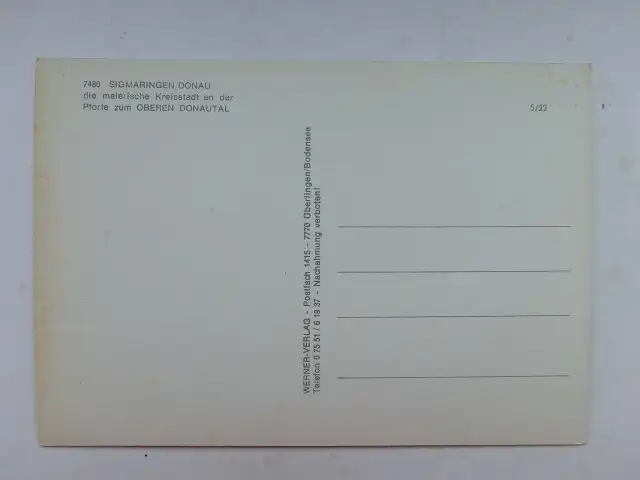 7480 SIGMARINGEN/DONAU
die malerische Kreisstadt an der
Pforte zum OBEREN DONAUTAL
5/22
WERNER-VERLAG - Postfach 1415 - 7770 Überlingen/Bodensee
Telefon 0 75 51 / 6 19 37 - Nachahmung verboten!